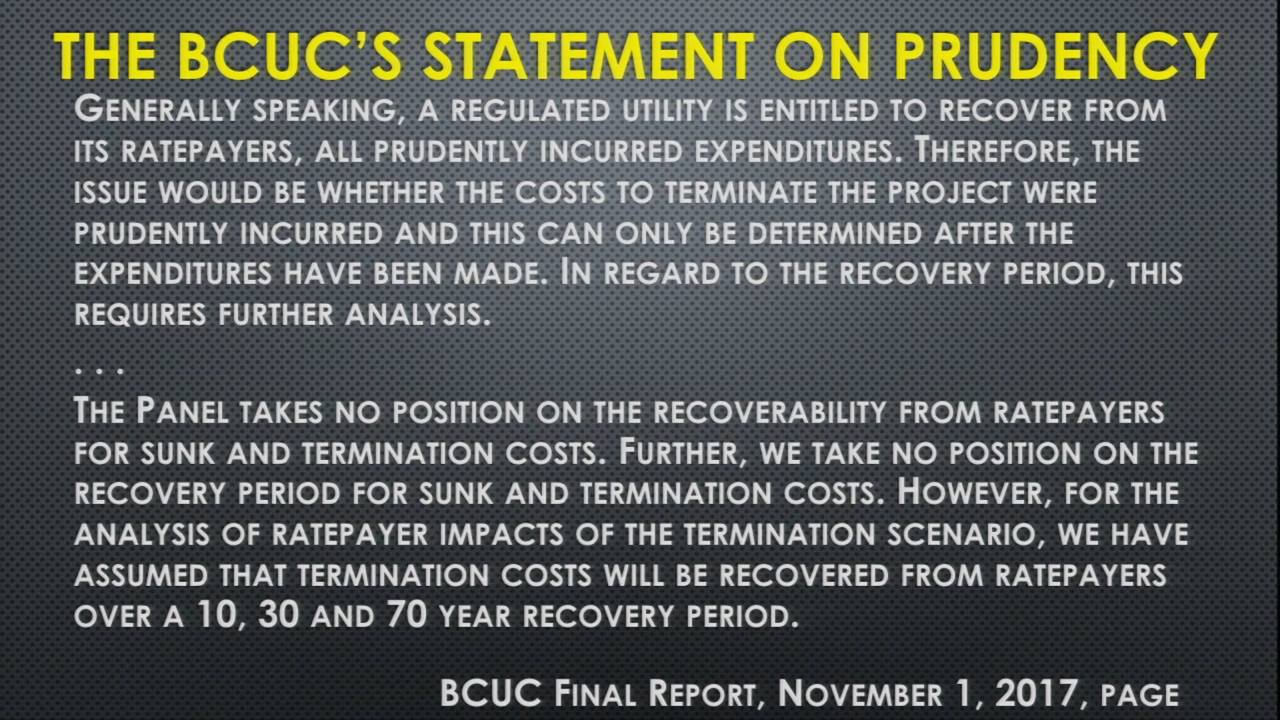 THE BCUC'S STATEMENT ON PRUDENCY
GENERALLY SPEAKING, A REGULATED UTILITY IS ENTITLED TO RECOVER FROM
ITS RATEPAYERS, ALL PRUDENTLY INCURRED EXPENDITURES. THEREFORE, THE
ISSUE WOULD BE WHETHER THE COSTS TO TERMINATE THE PROJECT WERE
PRUDENTLY INCURRED AND THIS CAN ONLY BE DETERMINED AFTER THE
EXPENDITURES HAVE BEEN MADE. IN REGARD TO THE RECOVERY PERIOD, THIS
REQUIRES FURTHER ANALYSIS.
. . .
THE PANEL TAKES NO POSITION ON THE RECOVERABILITY FROM RATEPAYERS
FOR SUNK AND TERMINATION COSTS. FURTHER, WE TAKE NO POSITION ON THE
RECOVERY PERIOD FOR SUNK AND TERMINATION COSTS. HOWEVER, FOR THE
ANALYSIS OF RATEPAYER IMPACTS OF THE TERMINATION SCENARIO, WE HAVE
ASSUMED THAT TERMINATION COSTS WILL BE RECOVERED FROM RATEPAYERS
OVER A 10, 30 AND 70 YEAR RECOVERY PERIOD.
BCUC FINAL REPORT, NOVEMBER 1, 2017, PAGE